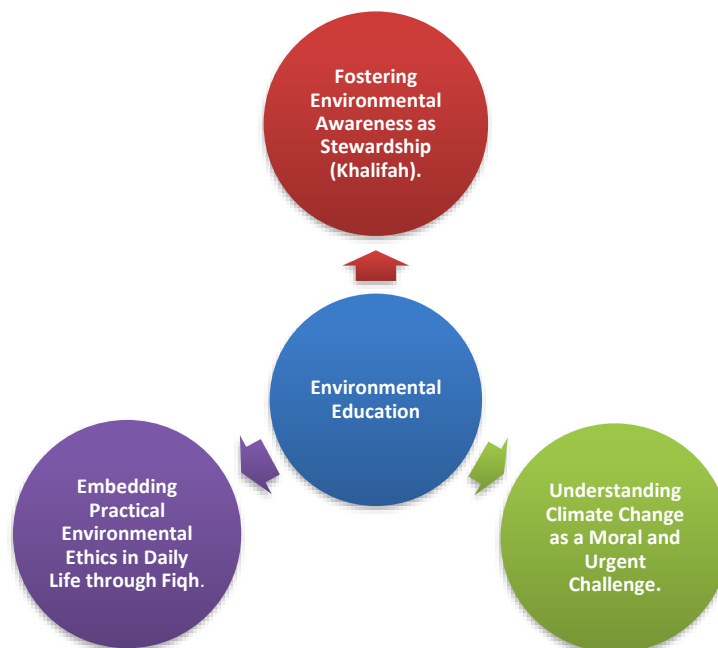 Fostering
Environmental
Awareness as
Stewardship
(Khalifah).
Environmental
Education
Embedding
Practical
Environmental
Ethics in Daily
Life through Fiqh.
Understanding
Climate Change
as a Moral and
Urgent
Challenge.